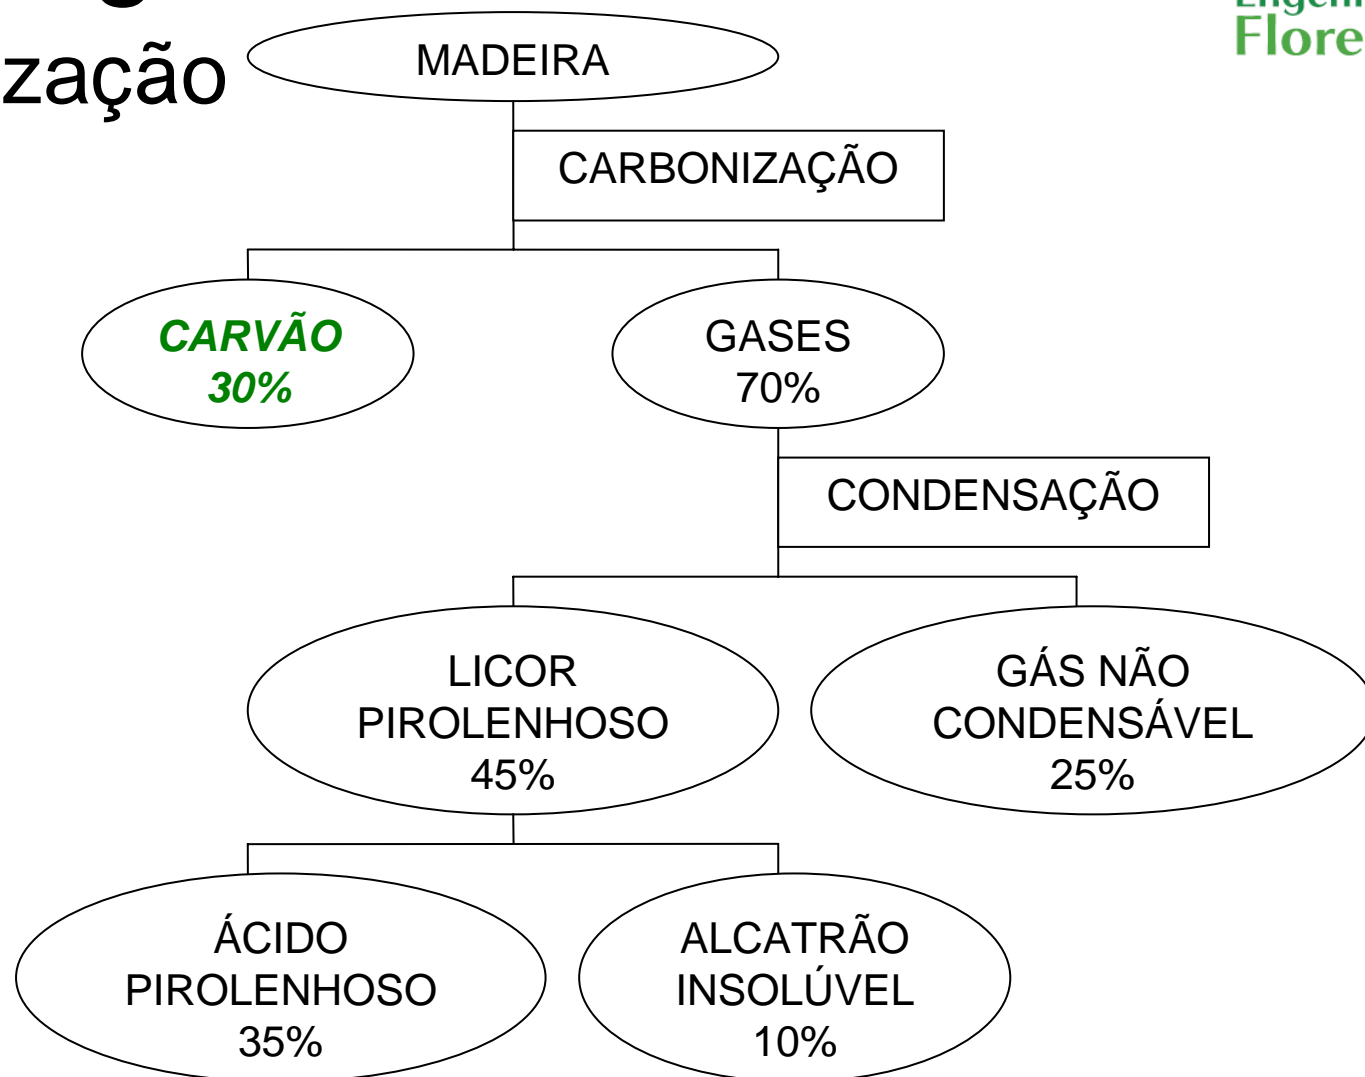 zação
Flore
MADEIRA
CARBONIZAÇÃO
CARVÃO
30%
GASES
70%
CONDENSAÇÃO
LICOR
PIROLENHOSO
45%
GÁS NÃO
CONDENSÁVEL
25%
ÁCIDO
PIROLENHOSO
35%
ALCATRÃO
INSOLÚVEL
10%